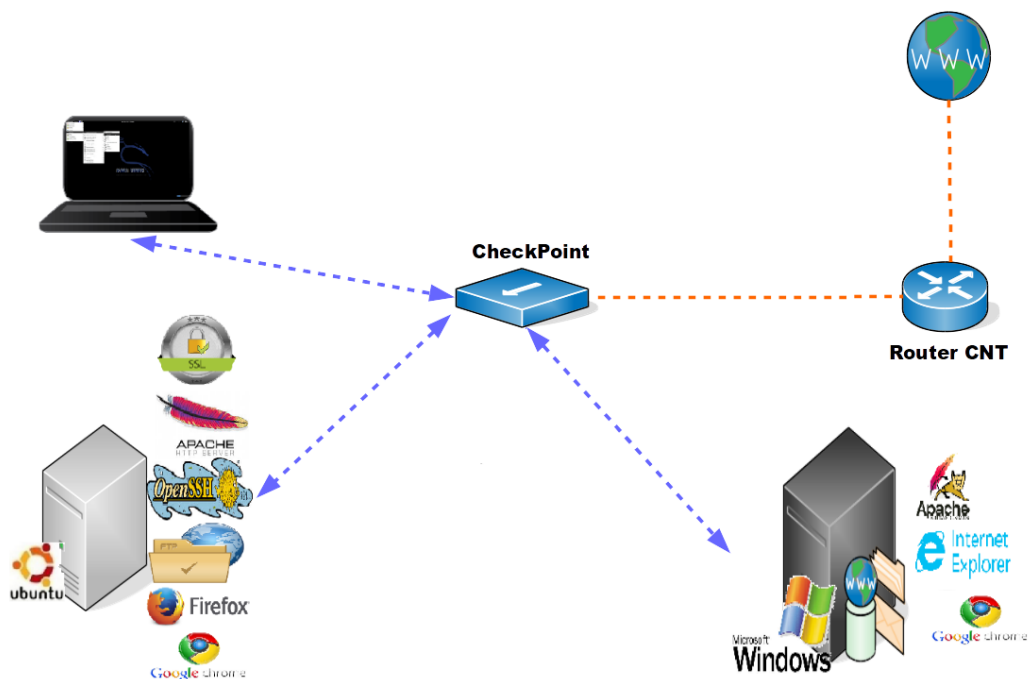 W W W
CheckPoint
Router CNT
SSL
APACHE
HTTP SERVER
OpenSSH
FTP
ubuntu
Firefox
Google chrome
Apache
Internet
Explorer
WWW
Microsoft
Windows
Google chrome